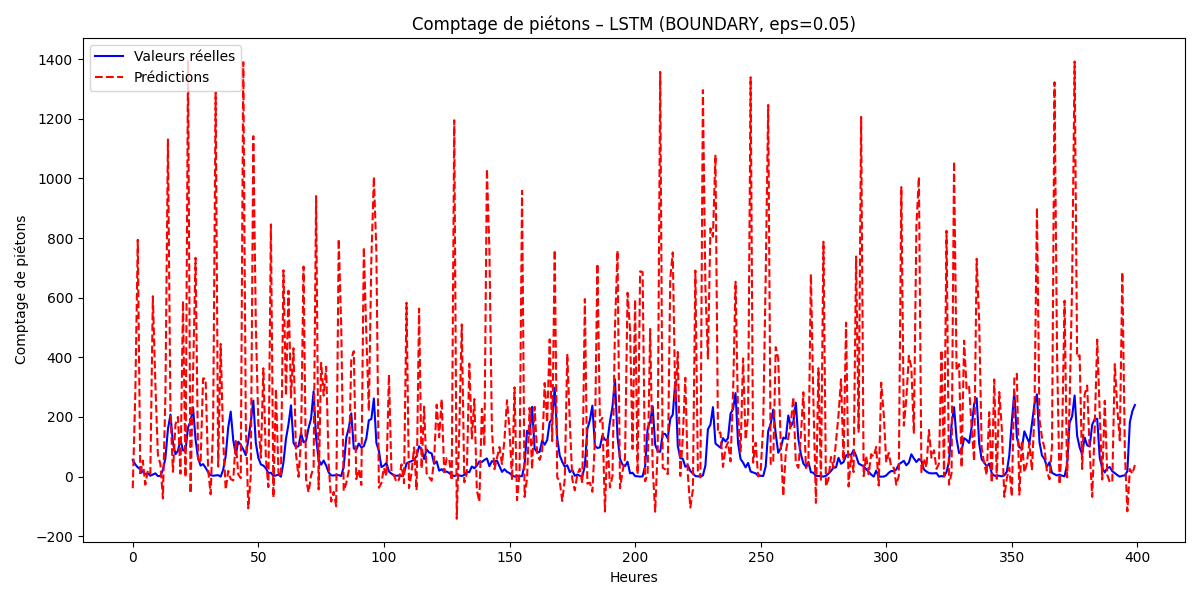 Comptage de piétons – LSTM (BOUNDARY, eps=0.05)
Valeurs réelles
Prédictions
1400
1200
1000
800
600
400
200
0
−200
Comptage de piétons
0 50 100 150 200 250 300 350 400
Heures